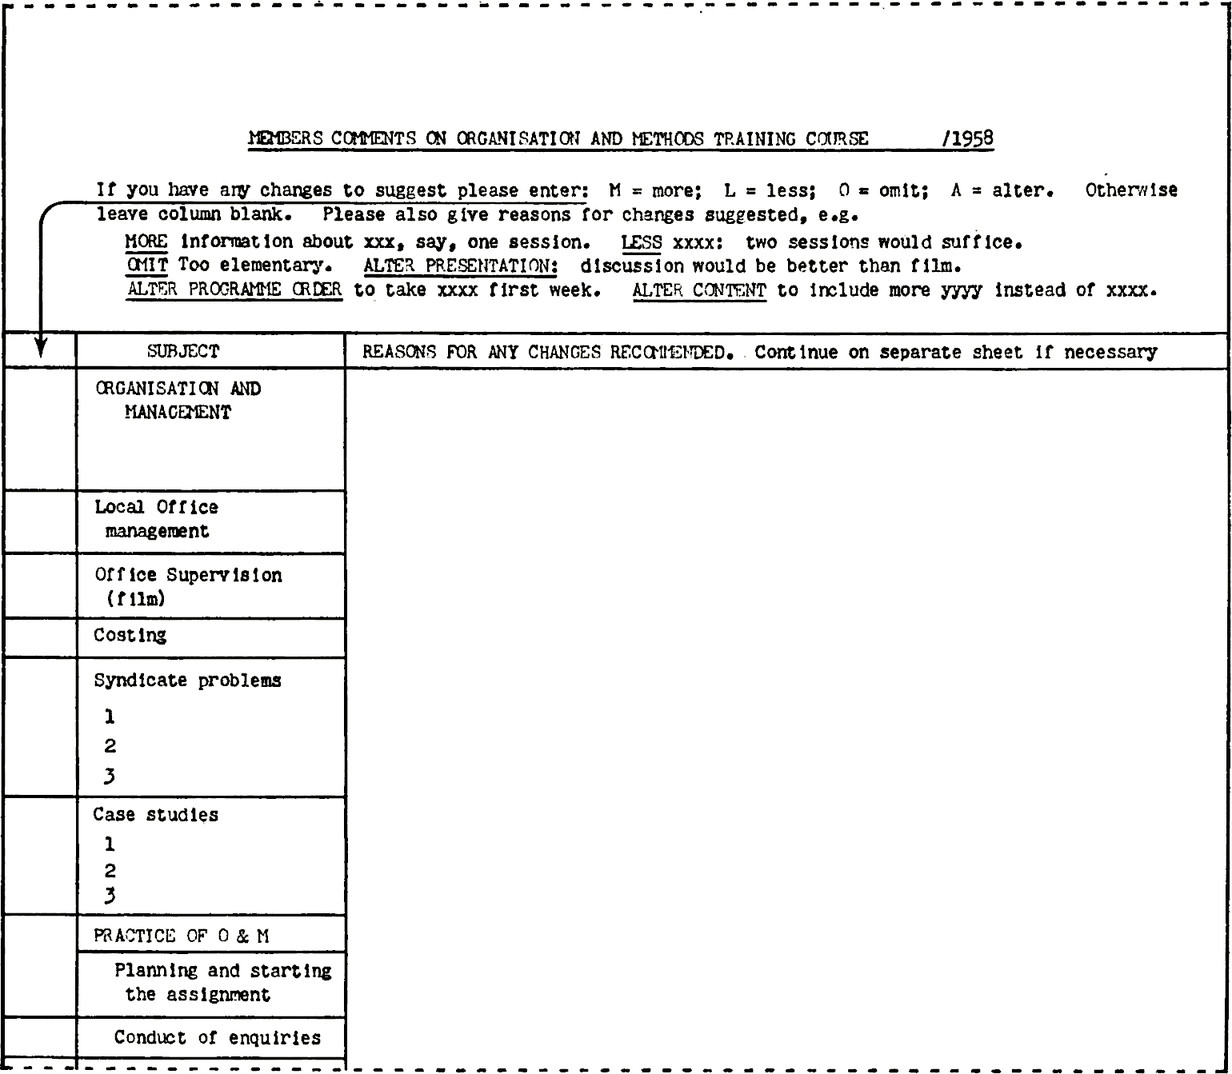 MEMBERS COMMENTS ON ORGANISATION AND METHODS TRAINING COURSE /1958
If you have any changes to suggest please enter: M = more; L = less; O = omit; A = alter. Otherwise
leave column blank. Please also give reasons for changes suggested, e.g.
MORE information about xxx, say, one session. LESS xxxx: two sessions would suffice.
OMIT Too elementary. ALTER PRESENTATION: discussion would be better than film.
ALTER PROGRAMME ORDER to take xxxx first week. ALTER CONTENT to include more yyyy instead of xxxx.
SUBJECT REASONS FOR ANY CHANGES RECOMMENDED. Continue on separate sheet if necessary
ORGANISATION AND
MANAGEMENT
Local Office
management
Office Supervision
(film)
Costing
Syndicate problems
1
2
3
Case studies
1
2
3
PRACTICE OF O & M
Planning and starting
the assignment
Conduct of enquiries